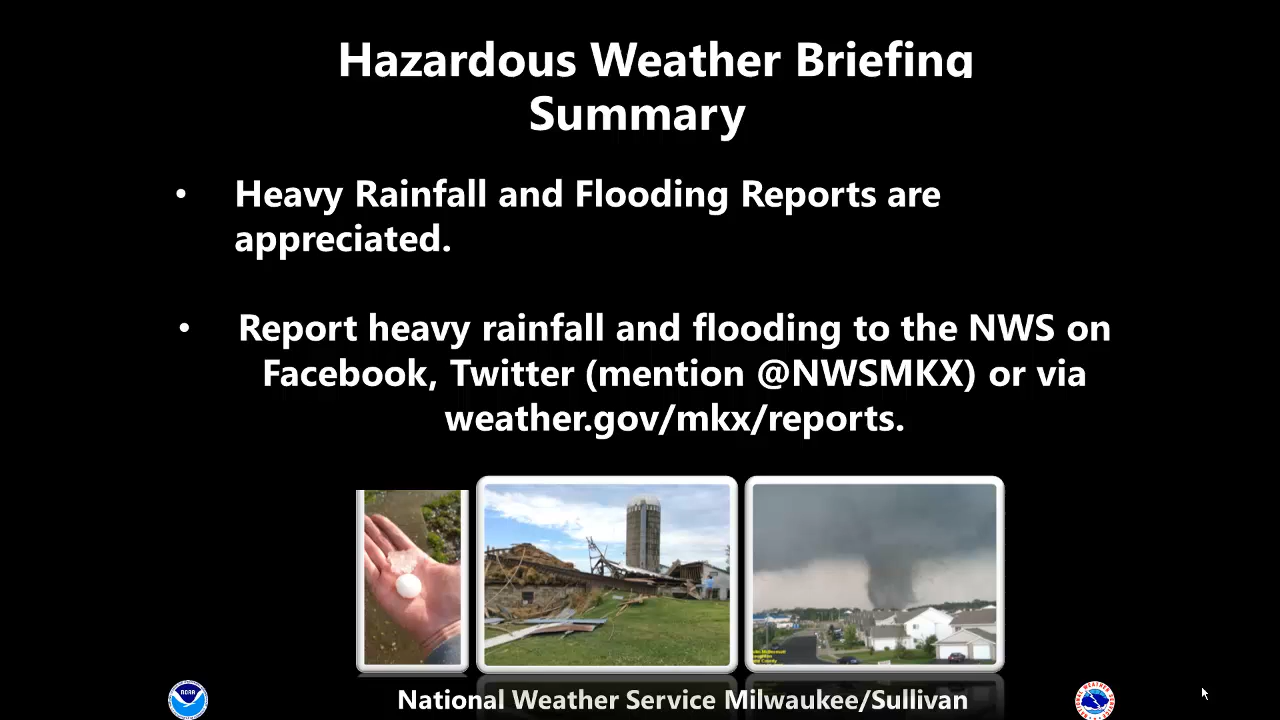 Hazardous Weather Briefing
Summary
• Heavy Rainfall and Flooding Reports are
appreciated.
• Report heavy rainfall and flooding to the NWS on
Facebook, Twitter (mention @NWSMKX) or via
weather.gov/mkx/reports.
National Weather Service Milwaukee/Sullivan
NOAA